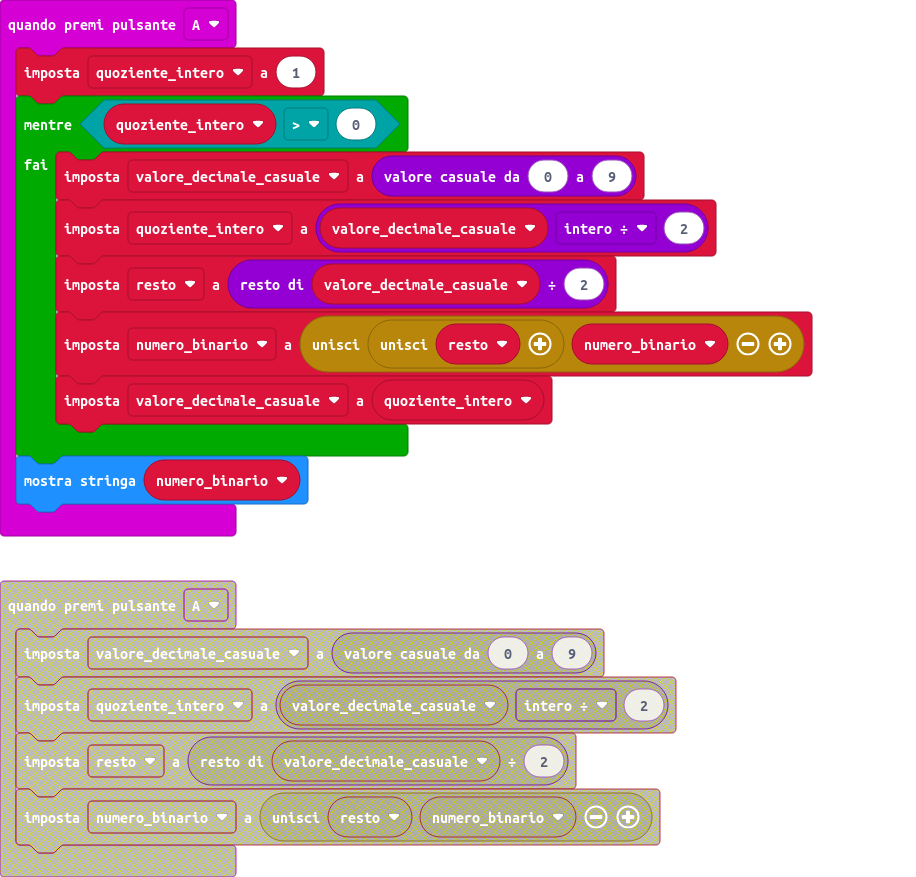 quando premi pulsante A
imposta quoziente_intero a 1
mentre quoziente_intero > 0
fai
imposta valore_decimale_casuale a valore casuale da 0 a 9
imposta quoziente_intero a valore_decimale_casuale intero ÷ 2
imposta resto a resto di valore_decimale_casuale ÷ 2
imposta numero_binario a unisci unisci resto numero_binario
imposta valore_decimale_casuale a quoziente_intero
mostra stringa numero_binario
quando premi pulsante A
imposta valore_decimale_casuale a valore casuale da 0 a 9
imposta quoziente_intero a valore_decimale_casuale intero ÷ 2
imposta resto a resto di valore_decimale_casuale ÷ 2
imposta numero_binario a unisci resto numero_binario